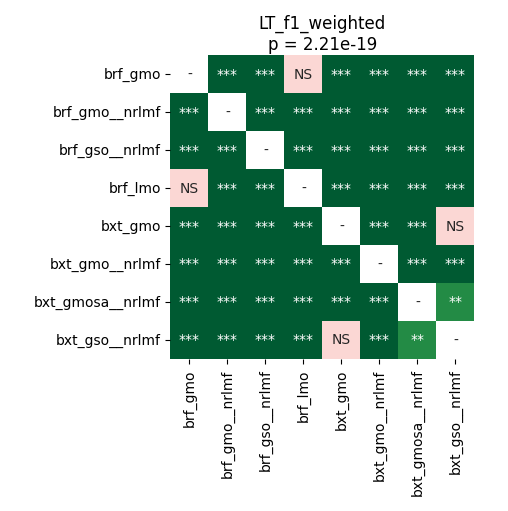 LT_f1_weighted
p = 2.21e-19
brf_gmo - *** *** NS *** *** *** ***
brf_gmo__nrlmf *** - *** *** *** *** *** ***
brf_gso__nrlmf *** *** - *** *** *** *** ***
brf_lmo NS *** *** - *** *** *** ***
bxt_gmo *** *** *** *** - *** *** NS
bxt_gmo__nrlmf *** *** *** *** *** - *** ***
bxt_gmosa__nrlmf *** *** *** *** *** *** - **
bxt_gso__nrlmf *** *** *** *** NS *** ** -
brf_gmo
brf_gmo__nrlmf
brf_gso__nrlmf
brf_lmo
bxt_gmo
bxt_gmo__nrlmf
bxt_gmosa__nrlmf
bxt_gso__nrlmf